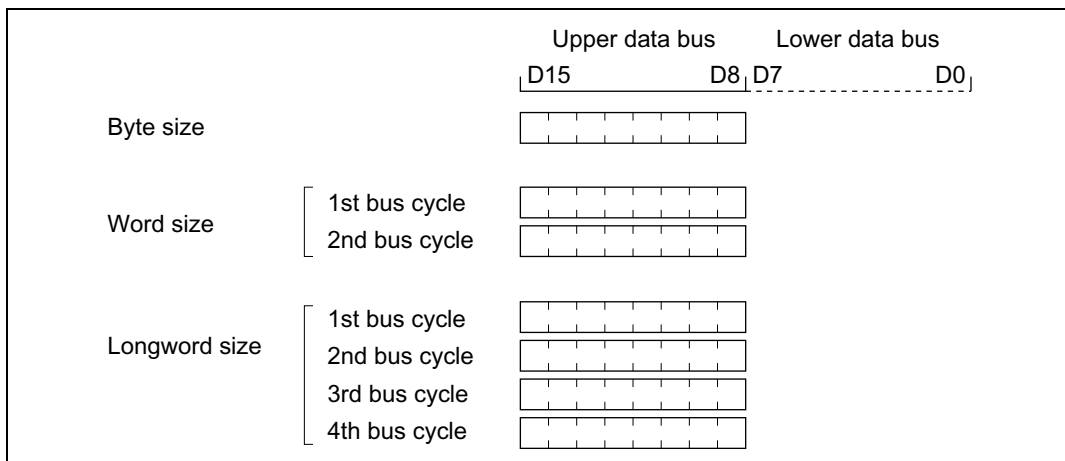 Upper data bus Lower data bus
D15 D8 D7 D0
Byte size
Word size
1st bus cycle
2nd bus cycle
Longword size
1st bus cycle
2nd bus cycle
3rd bus cycle
4th bus cycle